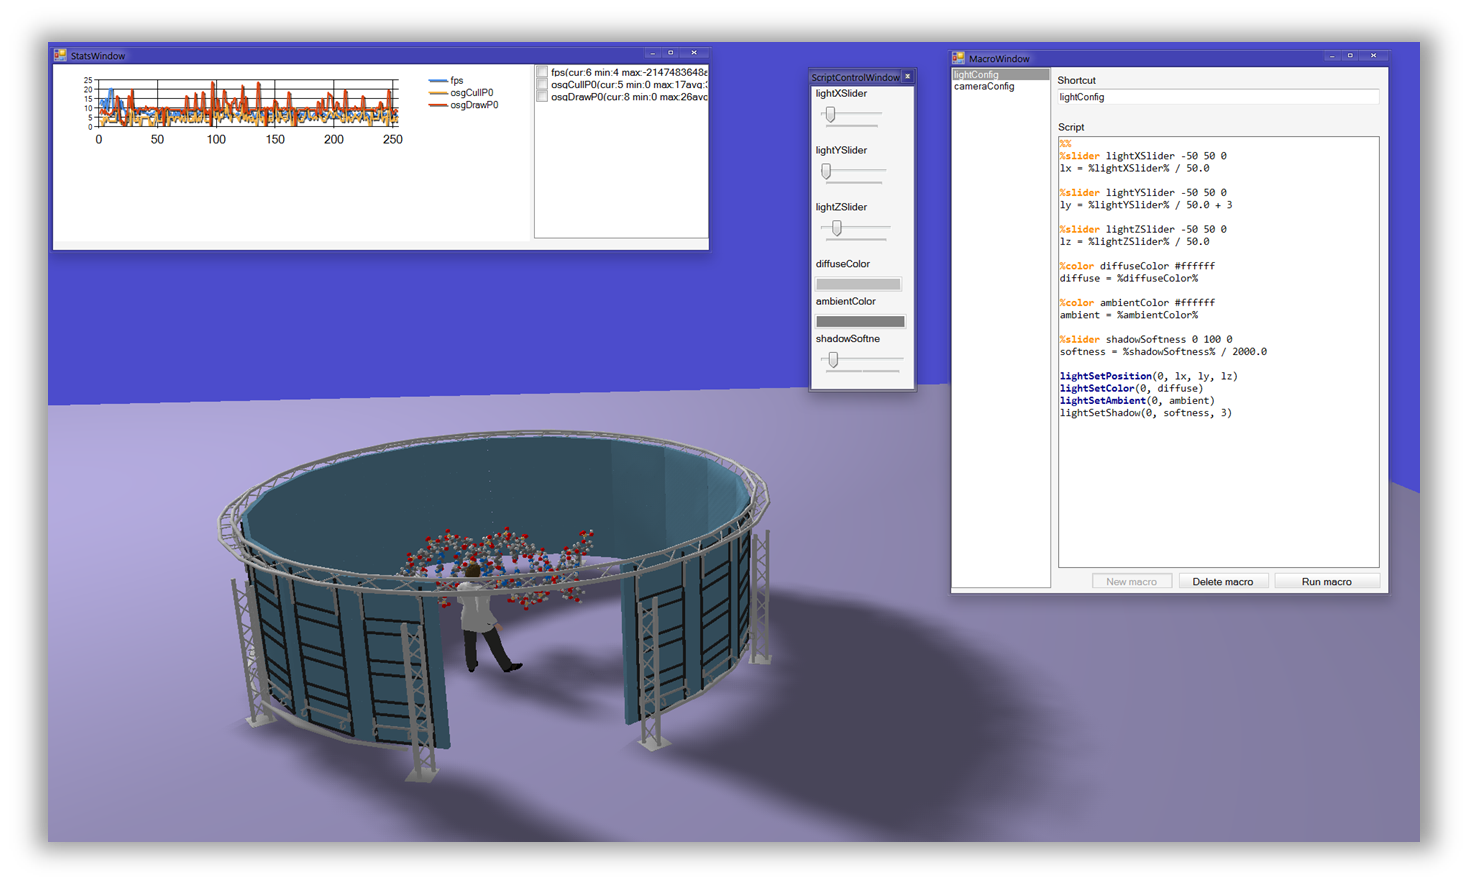 StatsWindow
25
20
15
10
5
0
0 50 100 150 200 250
fps
osgCullP0
osgDrawP0
fps(cur:6 min:4 max:-2147483648
osgCullP0(cur:5 min:0 max:17avg:
osgDrawP0(cur:8 min:0 max:26avg
ScriptControlWindow
lightXSlider
lightYSlider
lightZSlider
diffuseColor
ambientColor
shadowSoftne
MacroWindow
lightConfig
cameraConfig
Shortcut
lightConfig
Script
%%
%slider lightXSlider -50 50 0
lx = %lightXSlider% / 50.0
%slider lightYSlider -50 50 0
ly = %lightYSlider% / 50.0 + 3
%slider lightZSlider -50 50 0
lz = %lightZSlider% / 50.0
%color diffuseColor #ffffff
diffuse = %diffuseColor%
%color ambientColor #ffffff
ambient = %ambientColor%
%slider shadowSoftness 0 100 0
softness = %shadowSoftness% / 2000.0
lightSetPosition(0, lx, ly, lz)
lightSetColor(0, diffuse)
lightSetAmbient(0, ambient)
lightSetShadow(0, softness, 3)
New macro
Delete macro
Run macro